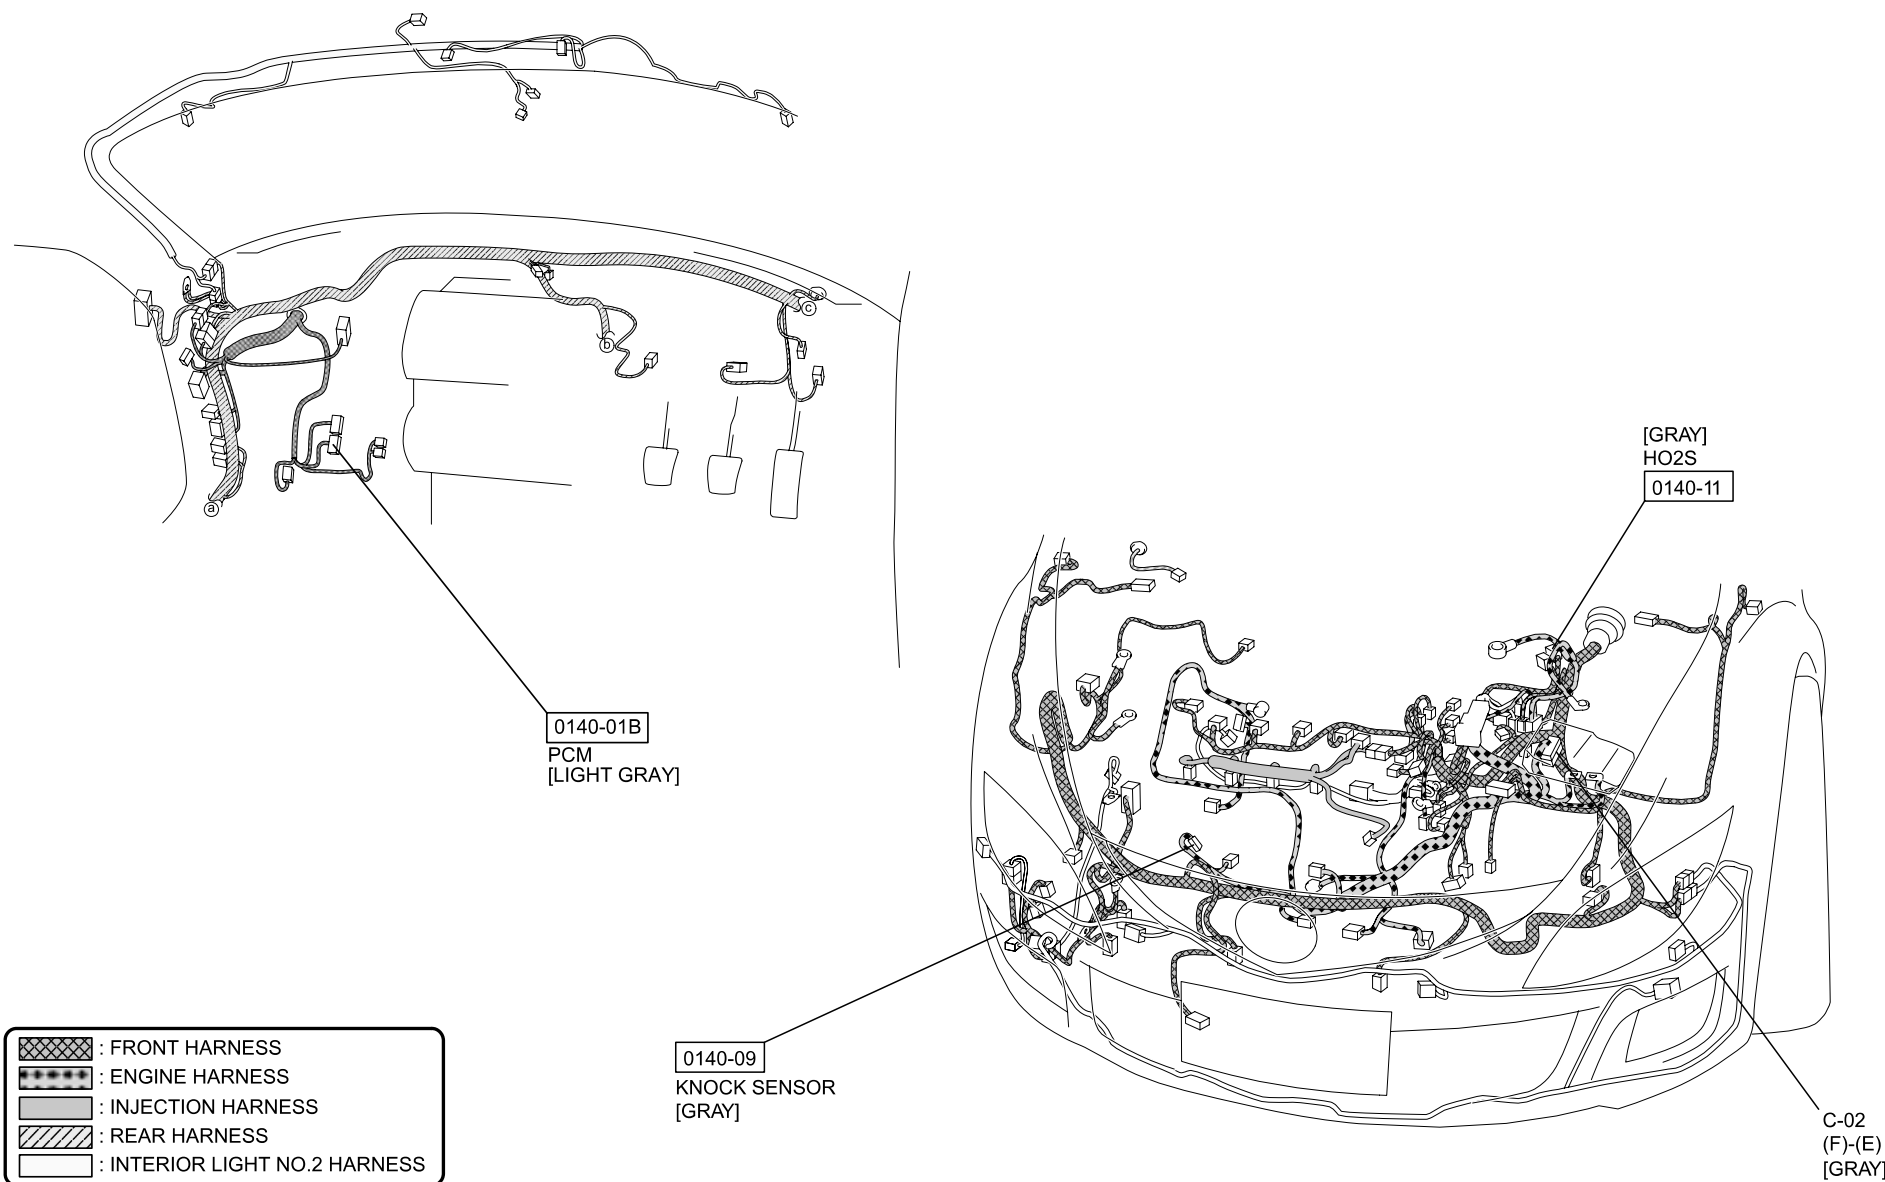 c
b
a
[GRAY]
HO2S
0140-11
0140-01B
PCM
[LIGHT GRAY]
0140-09
KNOCK SENSOR
[GRAY]
C-02
(F)-(E)
[GRAY]
: FRONT HARNESS
: ENGINE HARNESS
: INJECTION HARNESS
: REAR HARNESS
: INTERIOR LIGHT NO.2 HARNESS